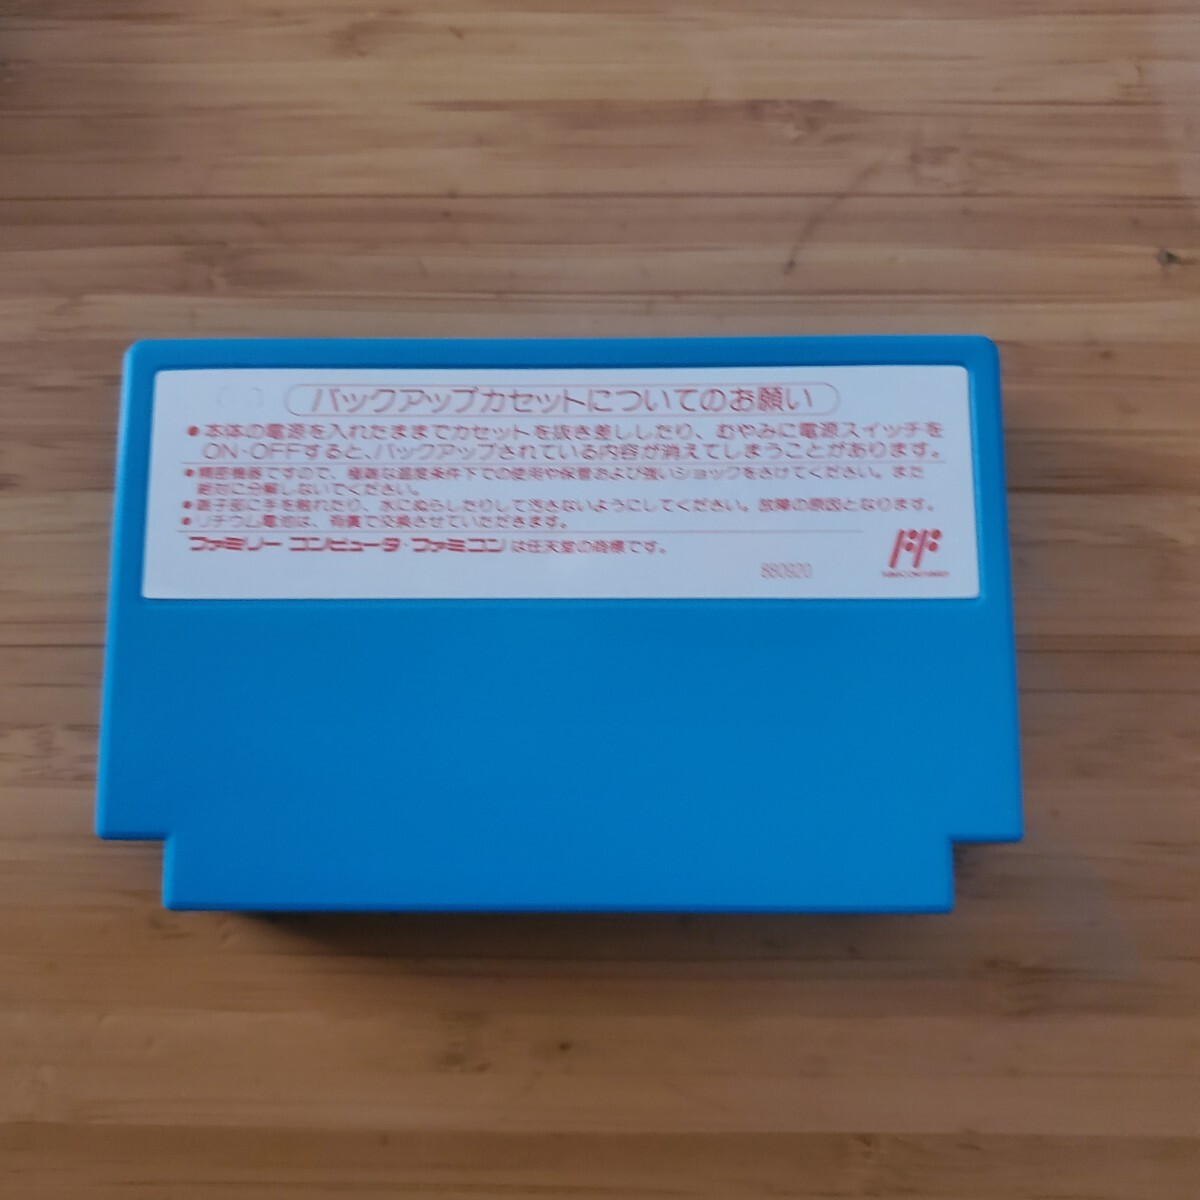 バックアップカセットについてのお願い
●本体の電源を入れたままでカセットを抜き差ししたり、むやみに電源スイッチを
ON・OFFすると、バックアップされている内容が消えてしまうことがあります。
●精密機器ですので、極端な温度条件下での使用や保管および強いショックをさけてください。また
絶対に分解しないでください。
●端子部に手を触れたり、水にぬらしたりして汚さないようにしてください。故障の原因となります。
●リチウム電池は、有償で交換させていただきます。
ファミリーコンピュータ・ファミコンは任天堂の商標です。
880920